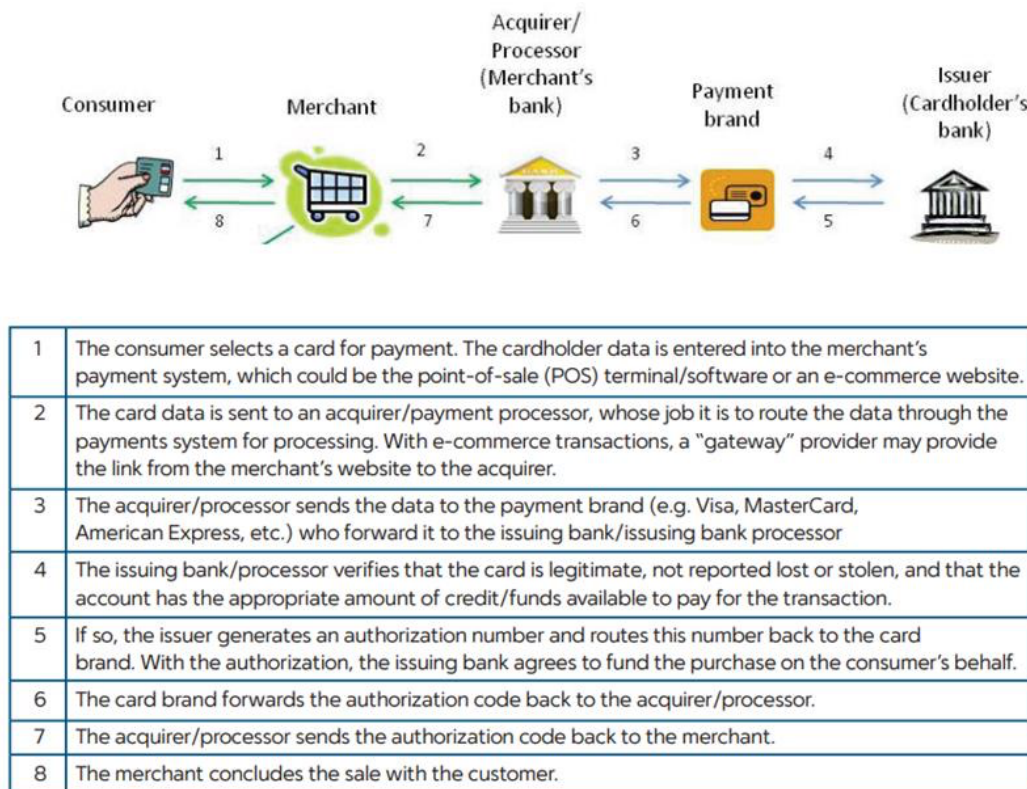 Acquirer/
Processor
(Merchant's
bank)
Consumer
Merchant
Payment
brand
Issuer
(Cardholder's
bank)
1
2
3
4
8
7
6
5
1 The consumer selects a card for payment. The cardholder data is entered into the merchant's
payment system, which could be the point-of-sale (POS) terminal/software or an e-commerce website.
2 The card data is sent to an acquirer/payment processor, whose job it is to route the data through the
payments system for processing. With e-commerce transactions, a "gateway" provider may provide
the link from the merchant's website to the acquirer.
3 The acquirer/processor sends the data to the payment brand (e.g. Visa, MasterCard,
American Express, etc.) who forward it to the issuing bank/issusing bank processor
4 The issuing bank/processor verifies that the card is legitimate, not reported lost or stolen, and that the
account has the appropriate amount of credit/funds available to pay for the transaction.
5 If so, the issuer generates an authorization number and routes this number back to the card
brand. With the authorization, the issuing bank agrees to fund the purchase on the consumer's behalf.
6 The card brand forwards the authorization code back to the acquirer/processor.
7 The acquirer/processor sends the authorization code back to the merchant.
8 The merchant concludes the sale with the customer.